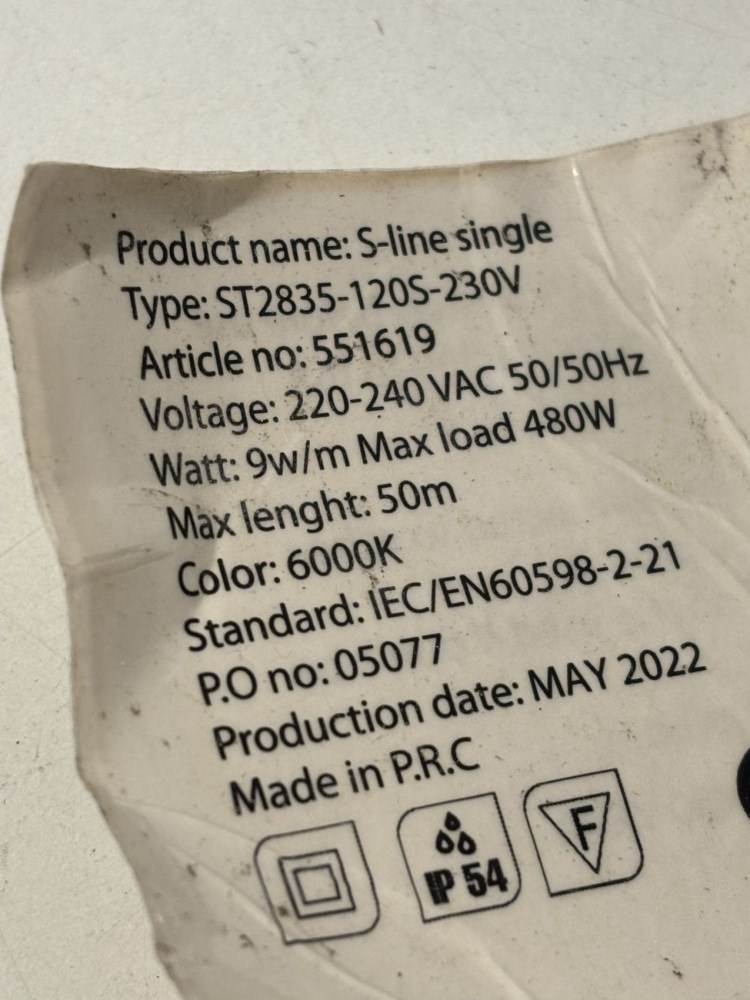 Product name: S-line single
Type: ST2835-120S-230V
Article no: 551619
Voltage: 220-240 VAC 50/50Hz
Watt: 9w/m Max load 480W
Max lenght: 50m
Color: 6000K
Standard: IEC/EN60598-2-21
P.O no: 05077
Production date: MAY 2022
Made in P.R.C
IP 54 F